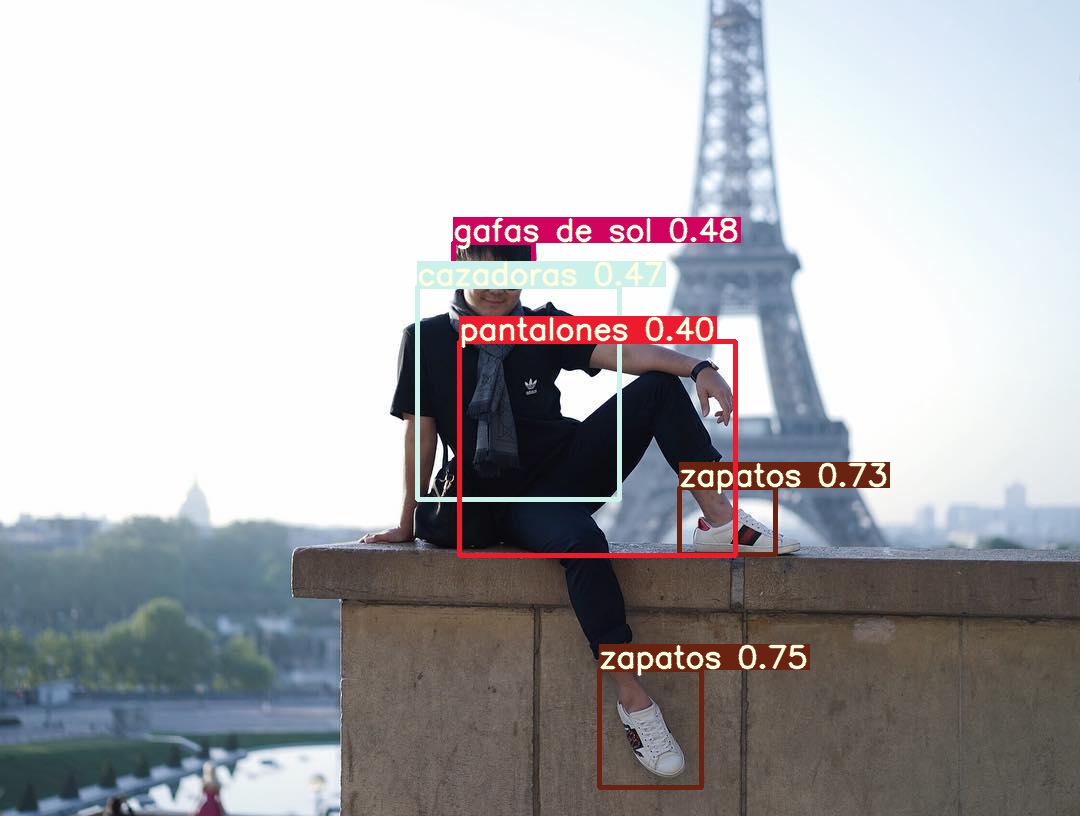 gafas de sol 0.48
cazadoras 0.47
pantalones 0.40
zapatos 0.73
zapatos 0.75